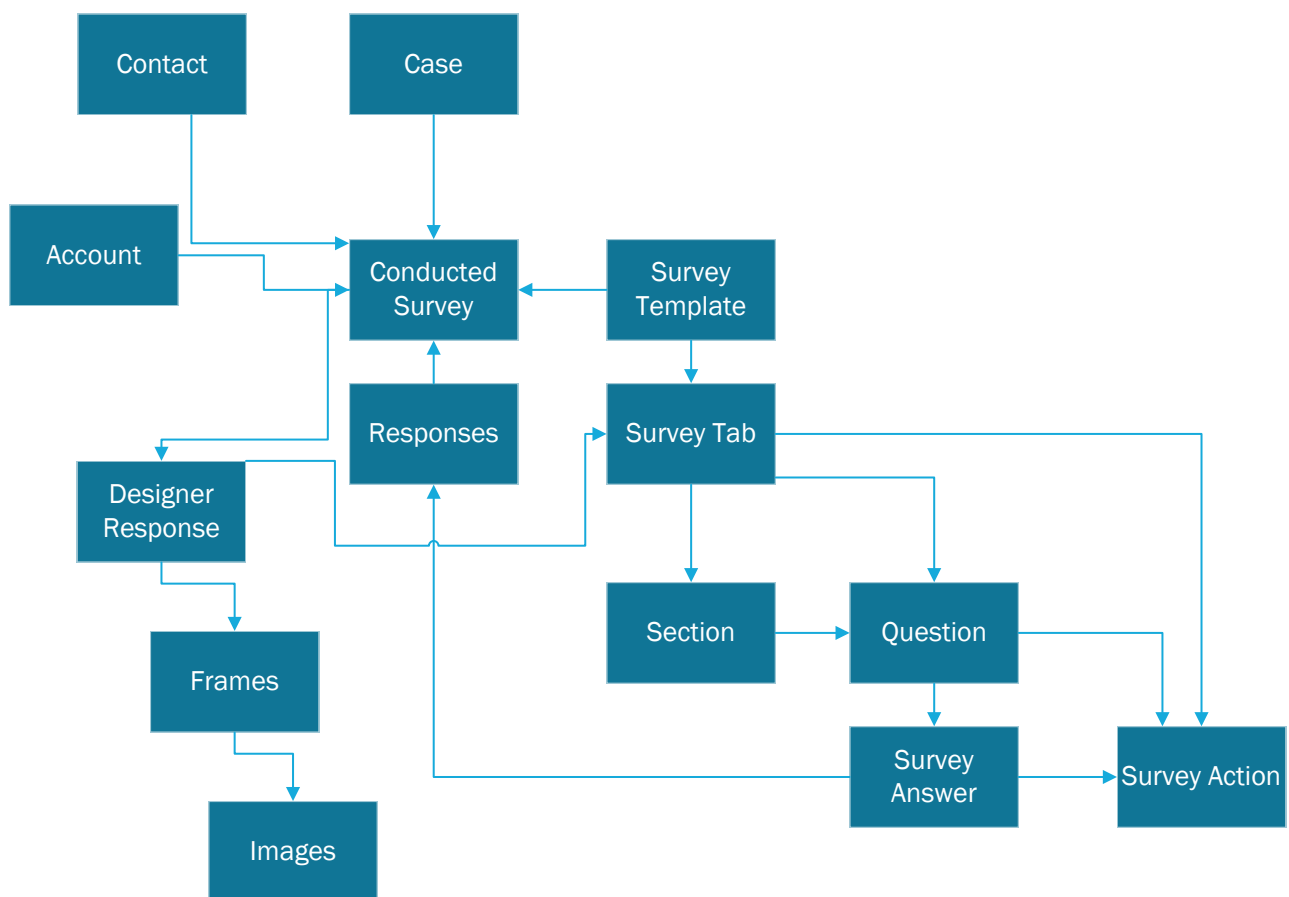 Contact
Case
Account
Conducted
Survey
Survey
Template
Responses
Survey Tab
Designer
Response
Section
Question
Frames
Survey
Answer
Survey Action
Images